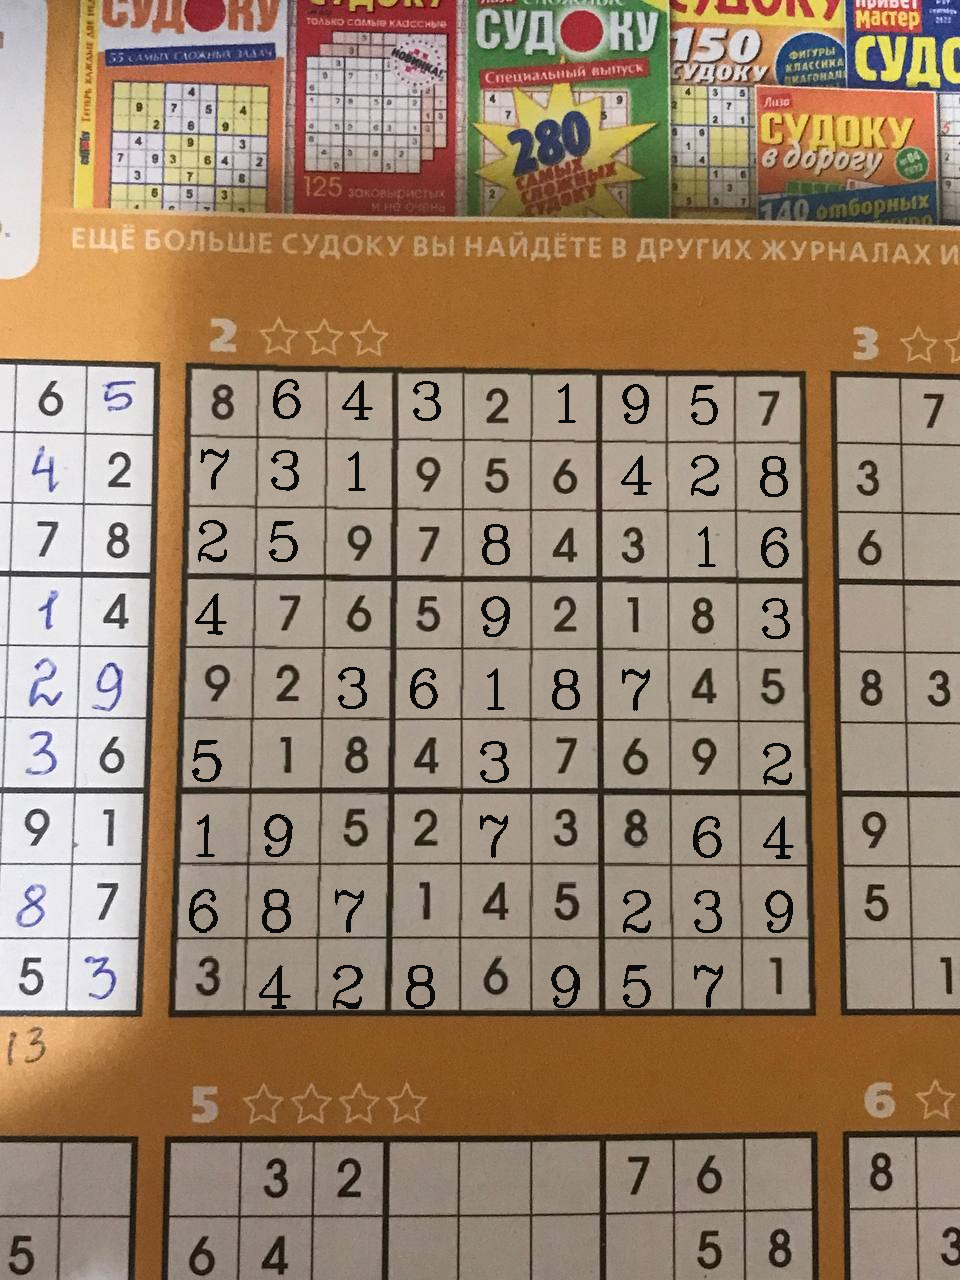 СУДОКУ
55 САМЫХ СЛОЖНЫХ ЗАДАЧ
только самые классные
НОВИНКА!
125 заковыристых
и не очень
Лиза СЛОЖНЫЕ
СУДОКУ
Специальный выпуск
280
САМЫХ
СЛОЖНЫХ
СУДОКУ
150
СУДОКУ
ФИГУРЫ
КЛАССИКА
ДИАГОНАЛИ
Лиза
СУДОКУ
в дорогу
140 отборных
Привет
мастер
СУДО
ЕЩЁ БОЛЬШЕ СУДОКУ ВЫ НАЙДЁТЕ В ДРУГИХ ЖУРНАЛАХ И
2
8 6 4 3 2 1 9 5 7
7 3 1 9 5 6 4 2 8
2 5 9 7 8 4 3 1 6
4 7 6 5 9 2 1 8 3
9 2 3 6 1 8 7 4 5
5 1 8 4 3 7 6 9 2
1 9 5 2 7 3 8 6 4
6 8 7 1 4 5 2 3 9
3 4 2 8 6 9 5 7 1
6 5
4 2
7 8
1 4
2 9
3 6
9 1
8 7
5 3
13
3
7
3
6
8 3
9
5
1
5
3 2 7 6
6 4 5 8
5
6
8
3